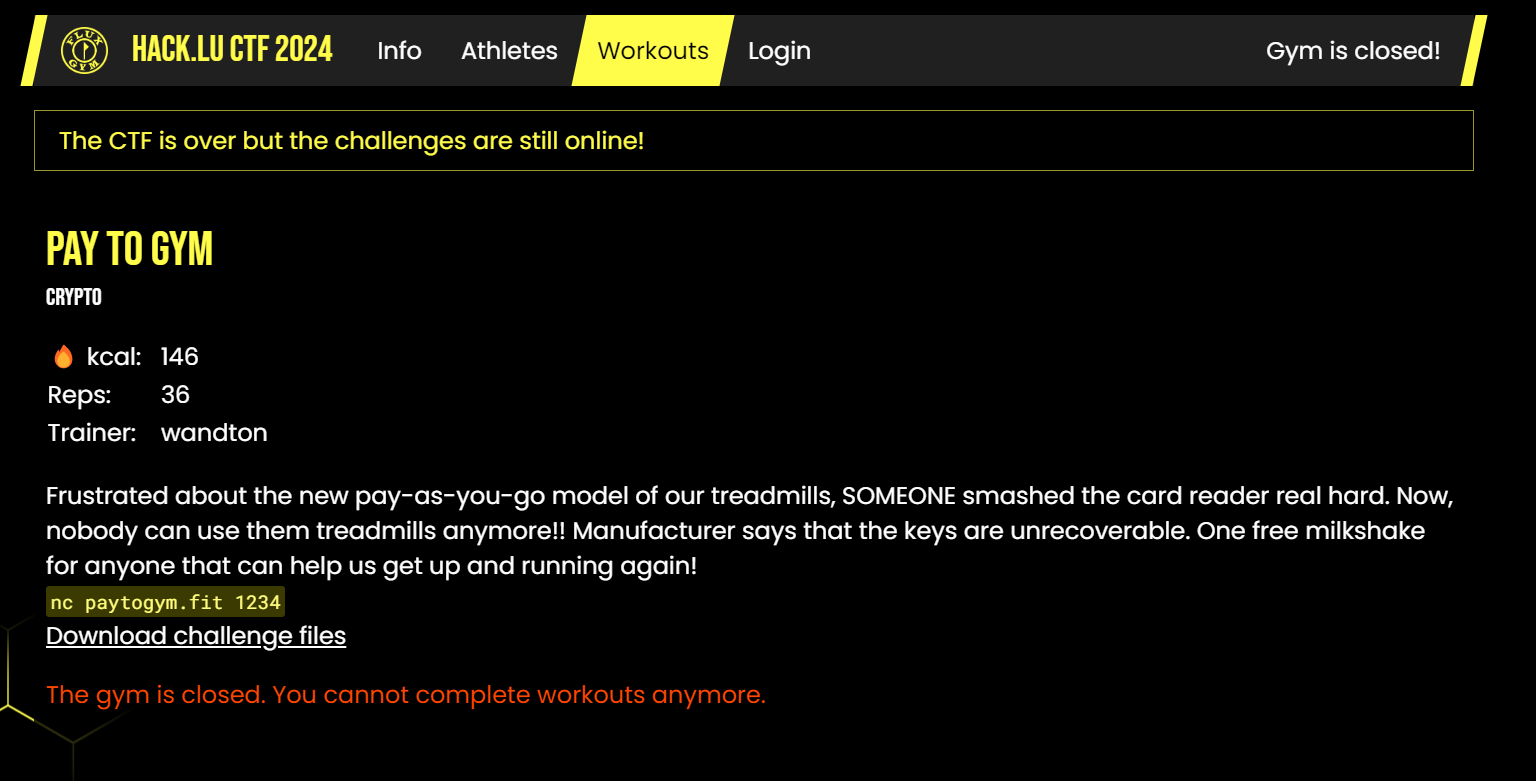 FLUX GYM
HACK.LU CTF 2024 Info Athletes Workouts Login Gym is closed!
The CTF is over but the challenges are still online!
PAY TO GYM
CRYPTO
🔥 kcal: 146
Reps: 36
Trainer: wandton
Frustrated about the new pay-as-you-go model of our treadmills, SOMEONE smashed the card reader real hard. Now,
nobody can use them treadmills anymore!! Manufacturer says that the keys are unrecoverable. One free milkshake
for anyone that can help us get up and running again!
nc paytogym.fit 1234
Download challenge files
The gym is closed. You cannot complete workouts anymore.